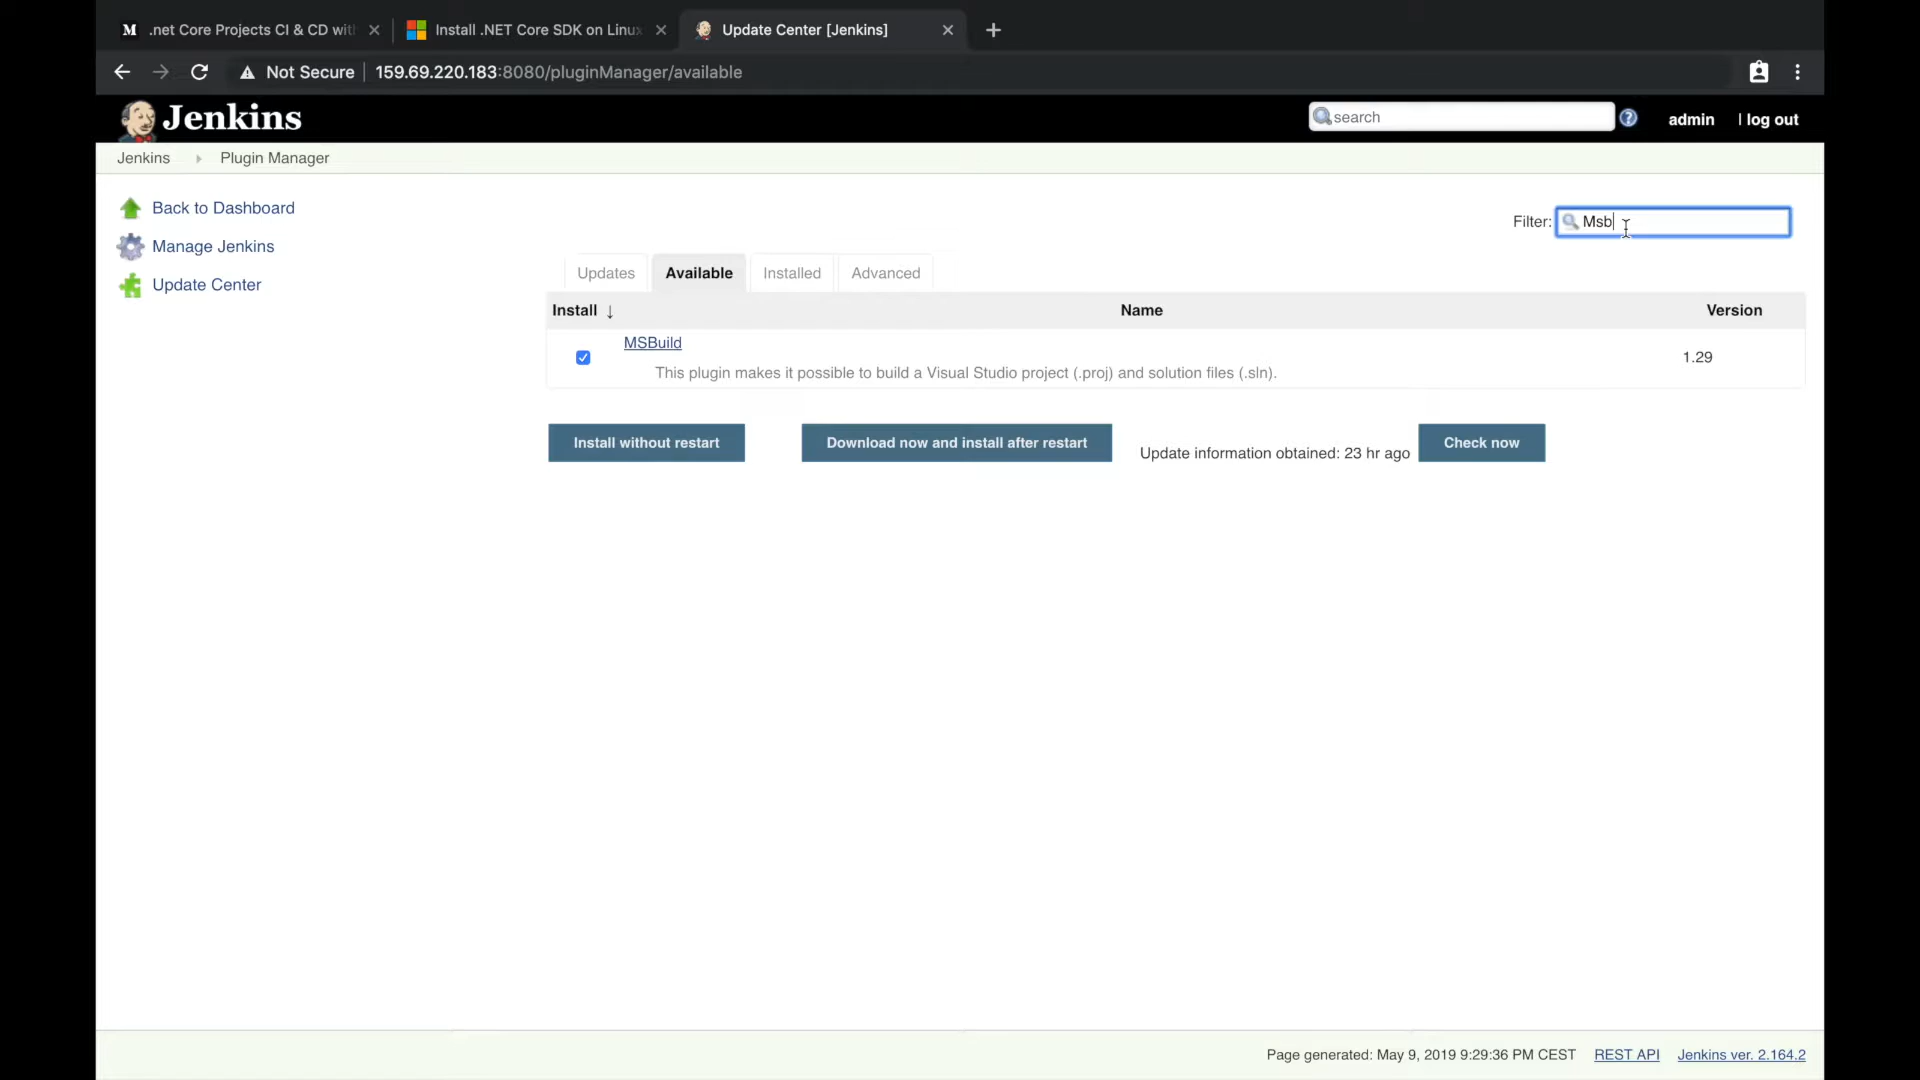 M .net Core Projects CI & CD with
Install .NET Core SDK on Linux
Update Center [Jenkins]
Not Secure 159.69.220.183:8080/pluginManager/available
Jenkins
search
admin
| log out
Jenkins
Plugin Manager
Back to Dashboard
Manage Jenkins
Update Center
Filter: Msb
Updates
Available
Installed
Advanced
Install ↓
Name
Version
MSBuild
This plugin makes it possible to build a Visual Studio project (.proj) and solution files (.sln).
1.29
Install without restart
Download now and install after restart
Update information obtained: 23 hr ago
Check now
Page generated: May 9, 2019 9:29:36 PM CEST
REST API
Jenkins ver. 2.164.2